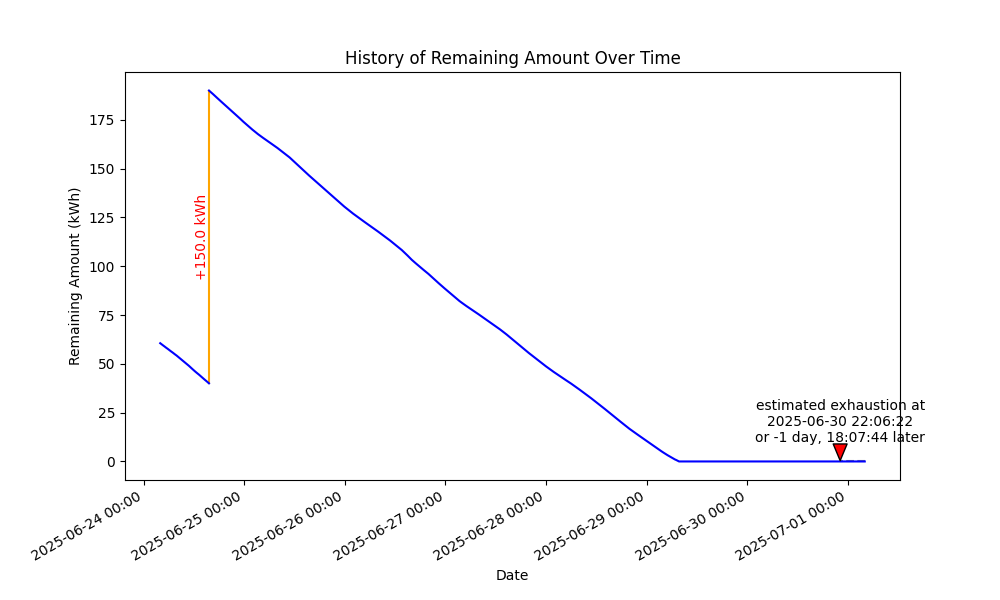 History of Remaining Amount Over Time
Remaining Amount (kWh)
175
150
125
100
75
50
25
0
+150.0 kWh
estimated exhaustion at
2025-06-30 22:06:22
or -1 day, 18:07:44 later
2025-06-24 00:00
2025-06-25 00:00
2025-06-26 00:00
2025-06-27 00:00
2025-06-28 00:00
2025-06-29 00:00
2025-06-30 00:00
2025-07-01 00:00
Date